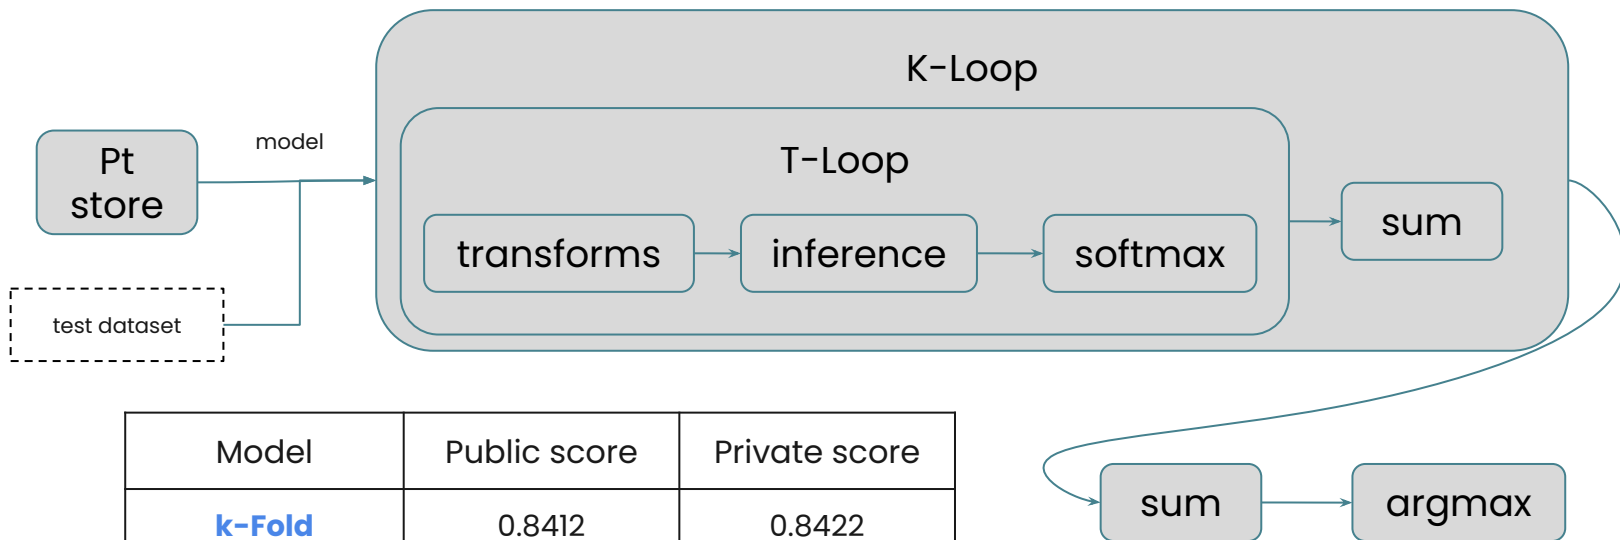 K-Loop
model
Pt
store
T-Loop
transforms
inference
softmax
sum
test dataset
Model Public score Private score
k-Fold 0.8412 0.8422
sum
argmax